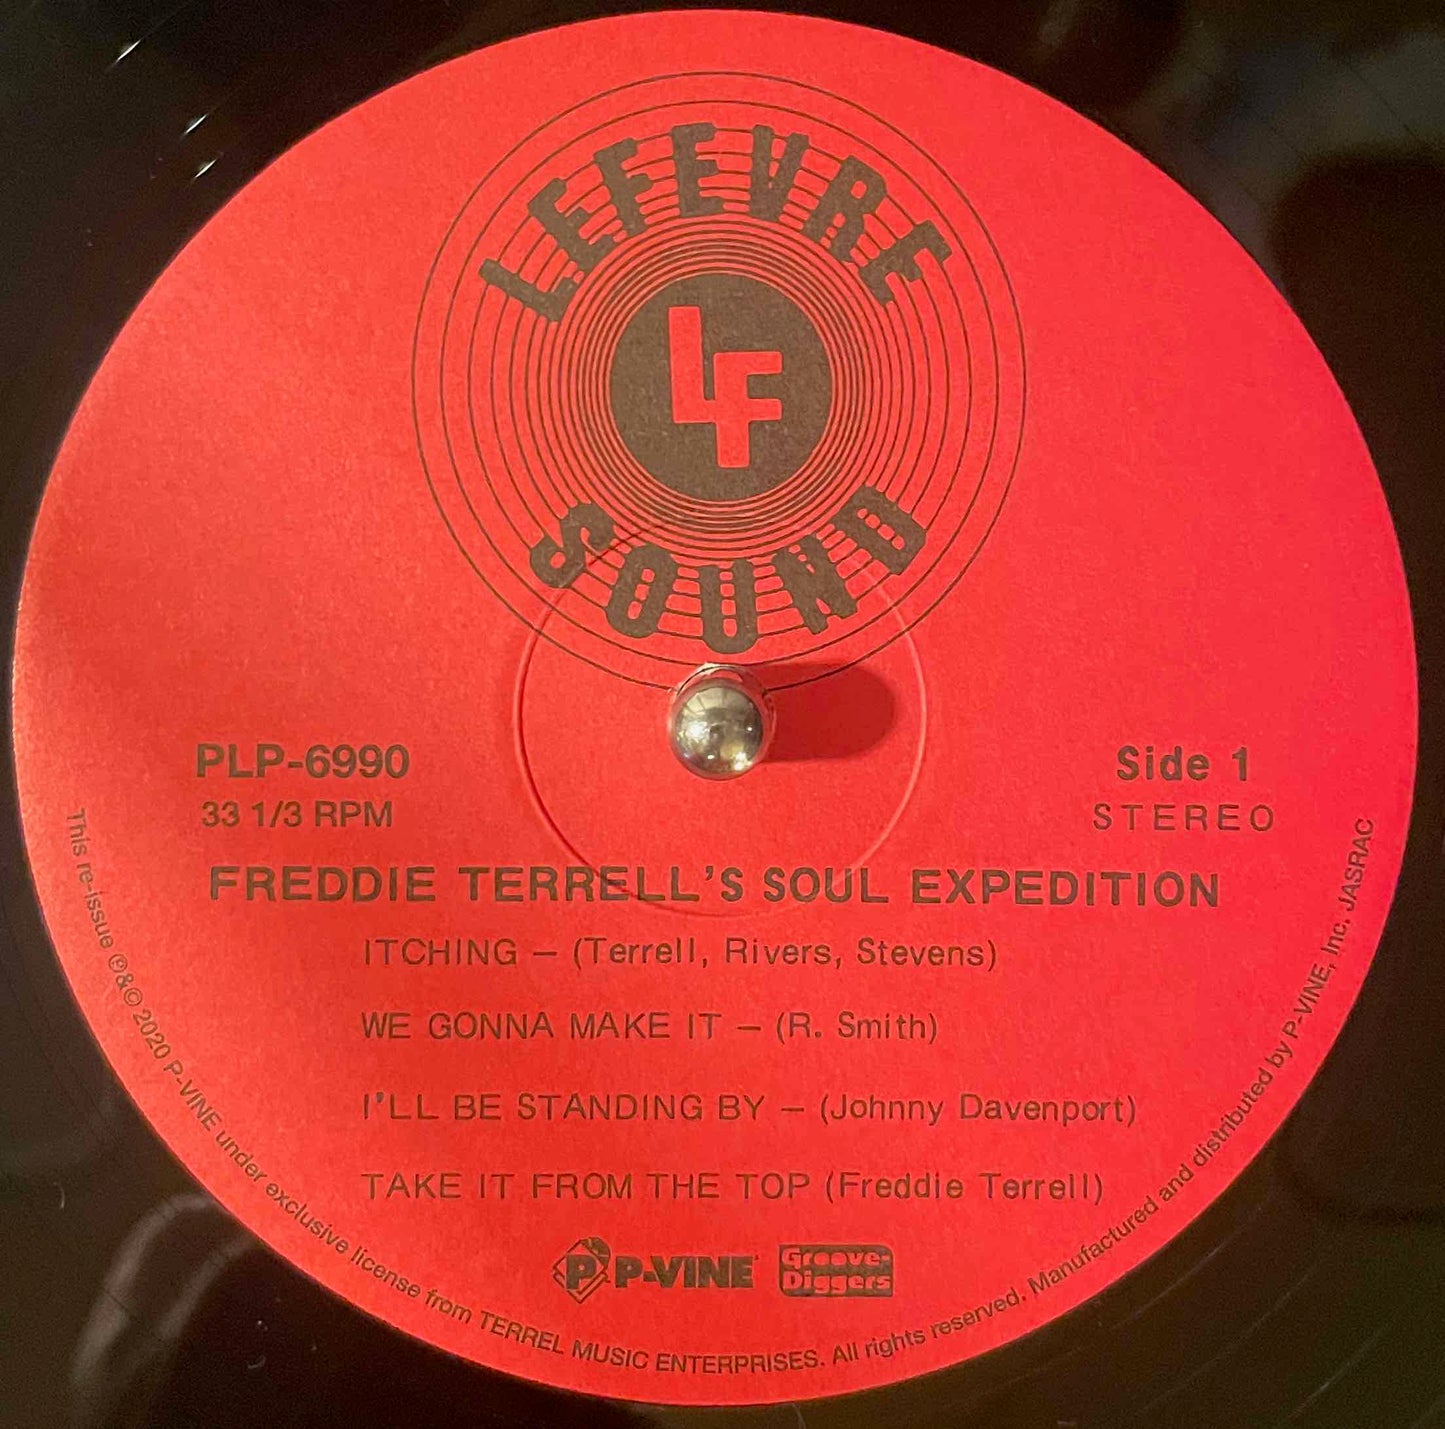 LEFEVRE
LF
SOUND
PLP-6990
Side 1
33 1/3 RPM
STEREO
FREDDIE TERRELL'S SOUL EXPEDITION
ITCHING — (Terrell, Rivers, Stevens)
WE GONNA MAKE IT — (R. Smith)
I'LL BE STANDING BY — (Johnny Davenport)
TAKE IT FROM THE TOP (Freddie Terrell)
P P-VINE
Groove-
Diggers
This re-issue ℗&© 2020 P-VINE under exclusive license from TERREL MUSIC ENTERPRISES. All rights reserved. Manufactured and distributed by P-VINE, Inc. JASRAC